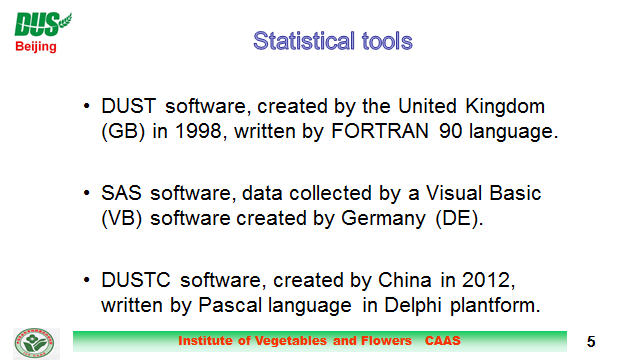 DUS
Beijing
Statistical tools
• DUST software, created by the United Kingdom
(GB) in 1998, written by FORTRAN 90 language.
• SAS software, data collected by a Visual Basic
(VB) software created by Germany (DE).
• DUSTC software, created by China in 2012,
written by Pascal language in Delphi plantform.
Institute of Vegetables and Flowers CAAS
5